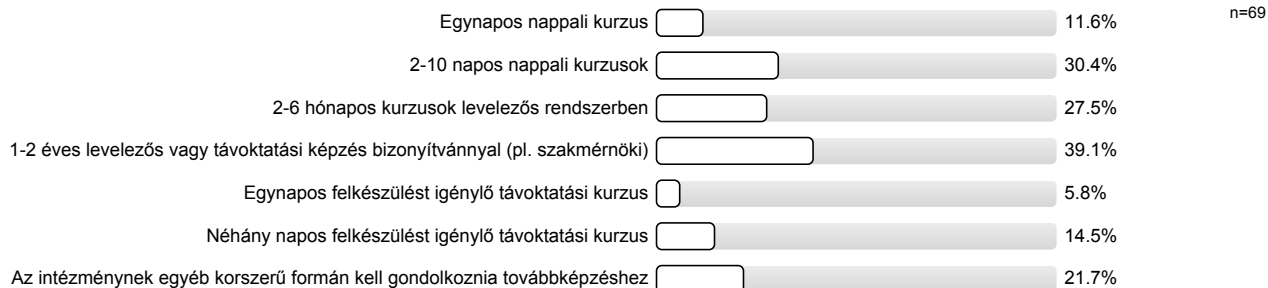 Egynapos nappali kurzus 11.6% n=69
2-10 napos nappali kurzusok 30.4%
2-6 hónapos kurzusok levelezős rendszerben 27.5%
1-2 éves levelezős vagy távoktatási képzés bizonyítvánnyal (pl. szakmérnöki) 39.1%
Egynapos felkészülést igénylő távoktatási kurzus 5.8%
Néhány napos felkészülést igénylő távoktatási kurzus 14.5%
Az intézménynek egyéb korszerű formán kell gondolkoznia továbbképzéshez 21.7%